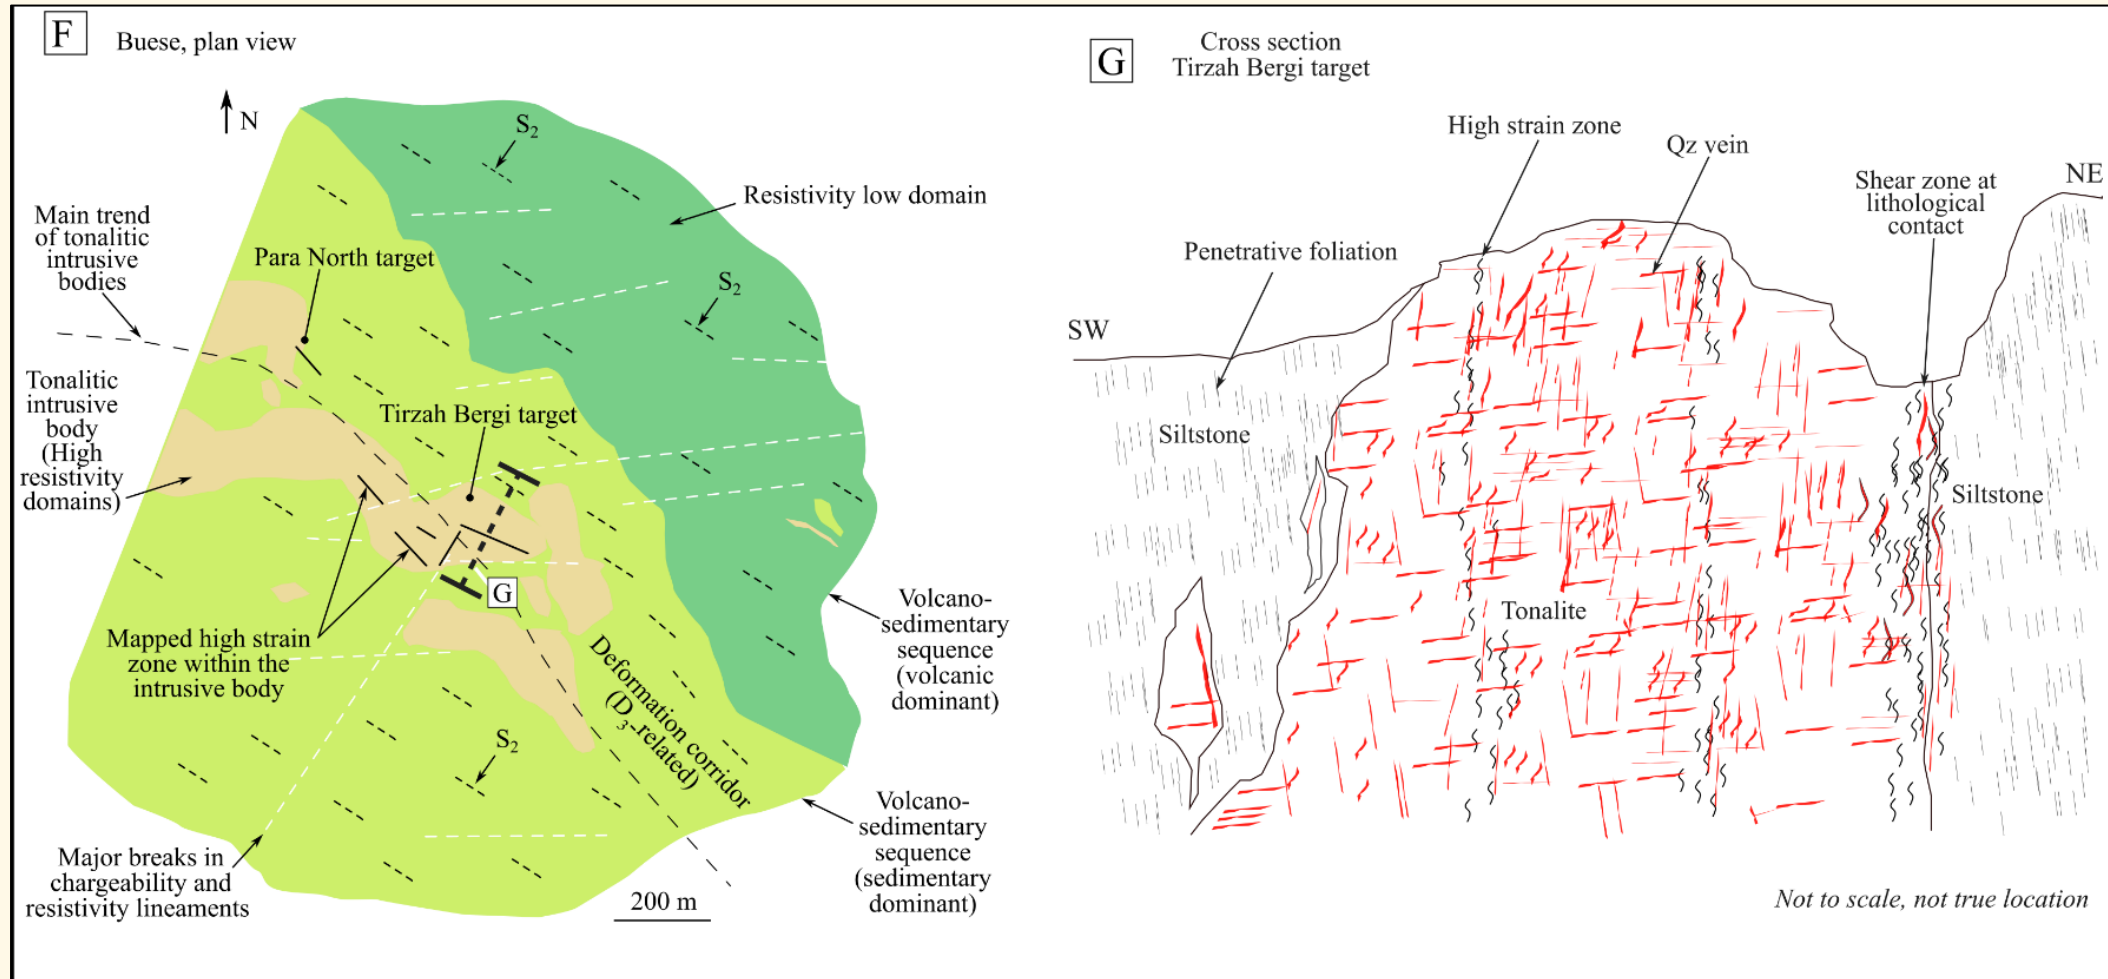 F
Buese, plan view
N
S2
S2
Resistivity low domain
Main trend
of tonalitic
intrusive
bodies
Para North target
Tonalitic
intrusive
body
(High
resistivity
domains)
Tirzah Bergi target
G
Mapped high strain
zone within the
intrusive body
Deformation corridor
(D3-related)
S2
Volcano-
sedimentary
sequence
(volcanic
dominant)
Volcano-
sedimentary
sequence
(sedimentary
dominant)
Major breaks in
chargeability and
resistivity lineaments
200 m
G
Cross section
Tirzah Bergi target
High strain zone
Qz vein
NE
Shear zone at
lithological
contact
Penetrative foliation
SW
Siltstone
Siltstone
Tonalite
Not to scale, not true location